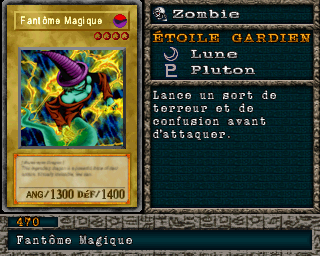 Fantôme Magique
ANG/1300 DÉF/1400
Zombie
ÉTOILE GARDIEN
Lune
Pluton
Lance un sort de
terreur et de
confusion avant
d'attaquer.
470
Fantôme Magique